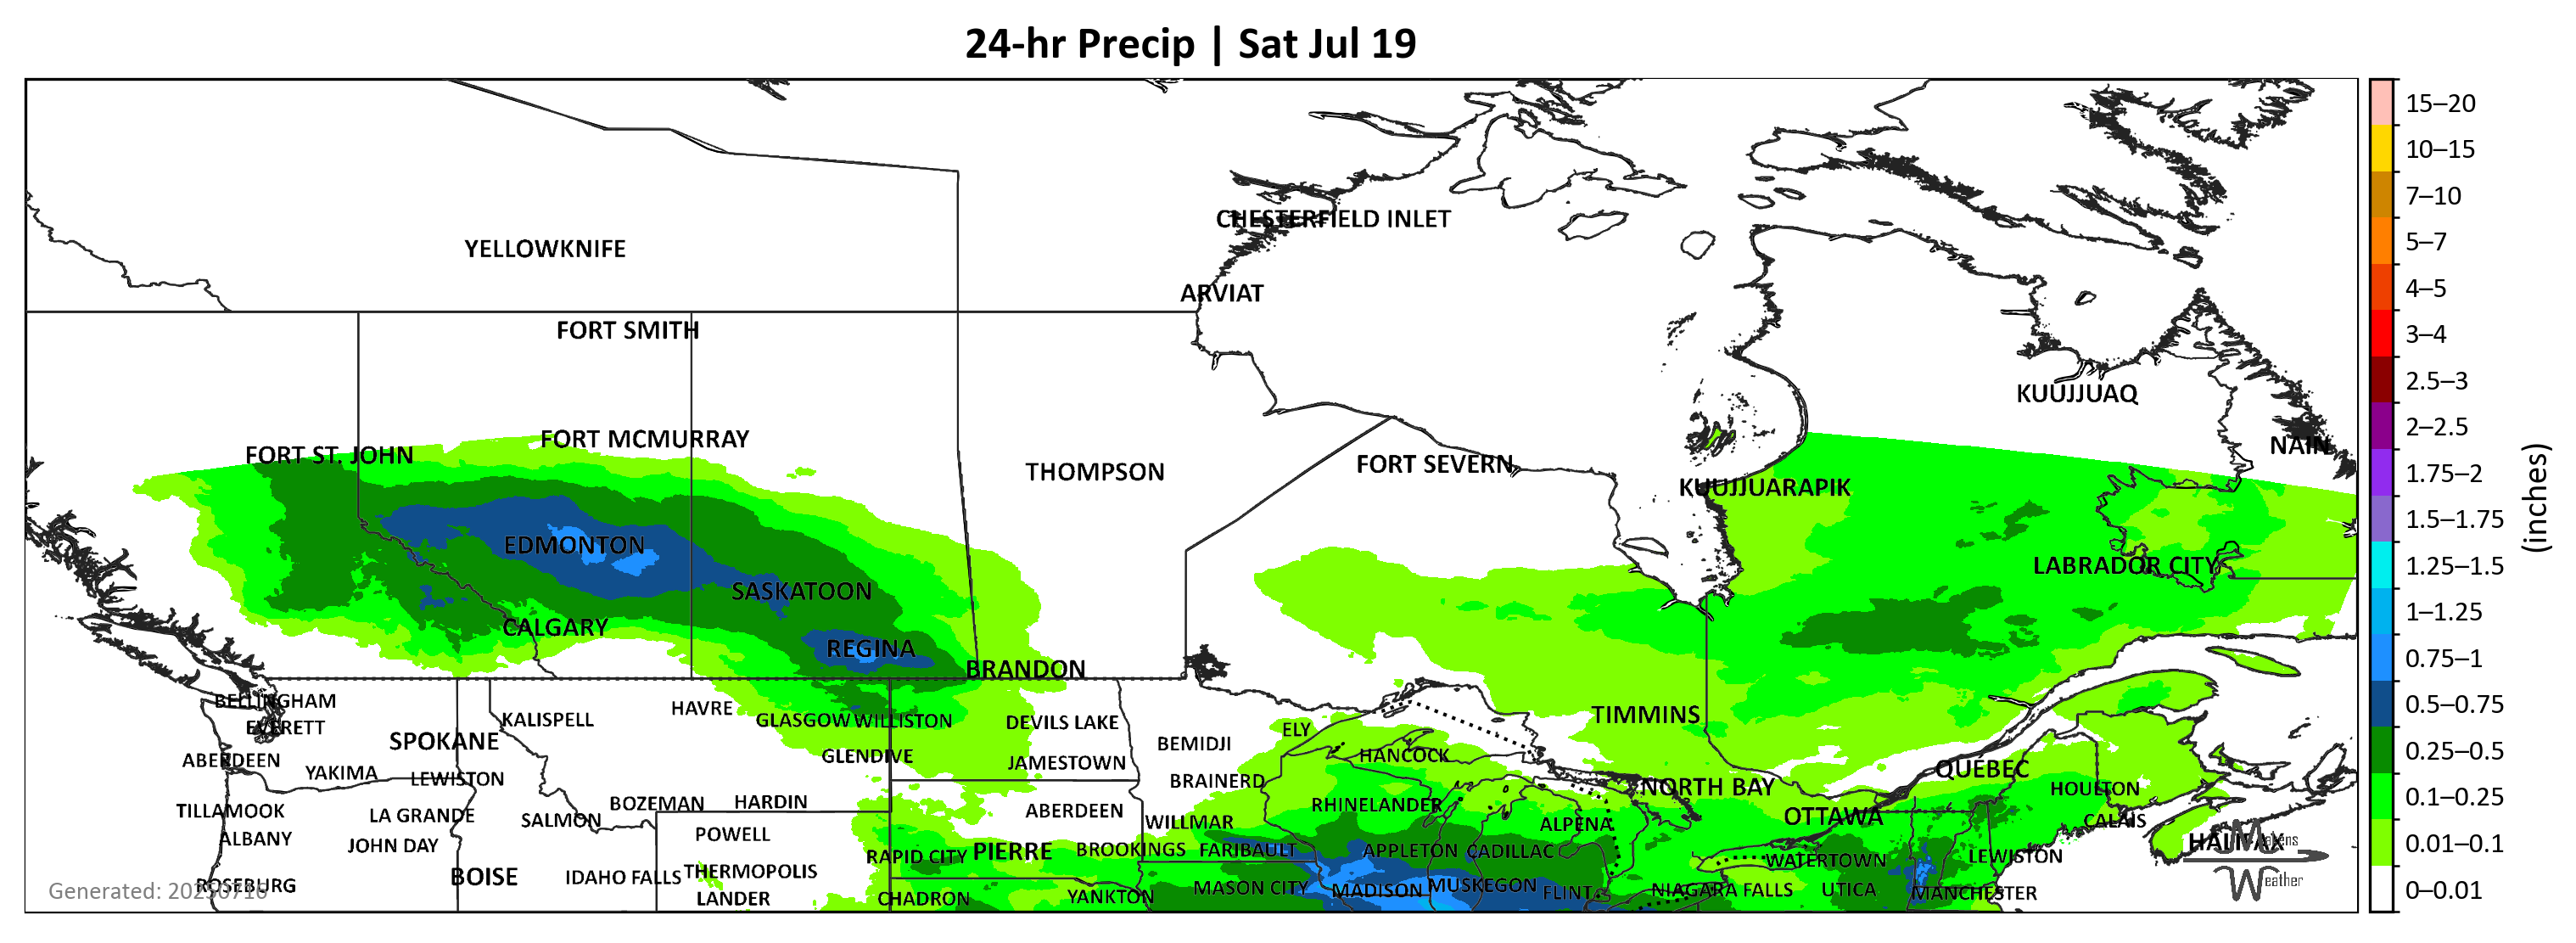 24-hr Precip | Sat Jul 19
CHESTERFIELD INLET
YELLOWKNIFE
ARVIAT
FORT SMITH
KUUJJUAQ
FORT MCMURRAY
NAIN
FORT ST. JOHN
FORT SEVERN
THOMPSON
KUUJJUARAPIK
EDMONTON
LABRADOR CITY
SASKATOON
CALGARY
REGINA
BRANDON
BELLINGHAM
HAVRE
TIMMINS
KALISPELL
GLASGOW WILLISTON
DEVILS LAKE
EVERETT
ELY
SPOKANE
BEMIDJI
HANCOCK
ABERDEEN
GLENDIVE
JAMESTOWN
QUÉBEC
YAKIMA
LEWISTON
BRAINERD
NORTH BAY
HOULTON
BOZEMAN
HARDIN
RHINELANDER
TILLAMOOK
LA GRANDE
SALMON
ABERDEEN
WILLMAR
ALPENA
OTTAWA
CALAIS
ALBANY
JOHN DAY
POWELL
HALIFAX
RAPID CITY
PIERRE
BROOKINGS
FARIBAULT
APPLETON
CADILLAC
WATERTOWN
LEWISTON
BOISE
IDAHO FALLS
THERMOPOLIS
ROSEBURG
MASON CITY
MADISON
MUSKEGON
FLINT
NIAGARA FALLS
UTICA
MANCHESTER
LANDER
CHADRON
YANKTON
Weather
Generated: 20250716
15–20
10–15
7–10
5–7
4–5
3–4
2.5–3
2–2.5
1.75–2
1.5–1.75
1.25–1.5
1–1.25
0.75–1
0.5–0.75
0.25–0.5
0.1–0.25
0.01–0.1
0–0.01
(inches)